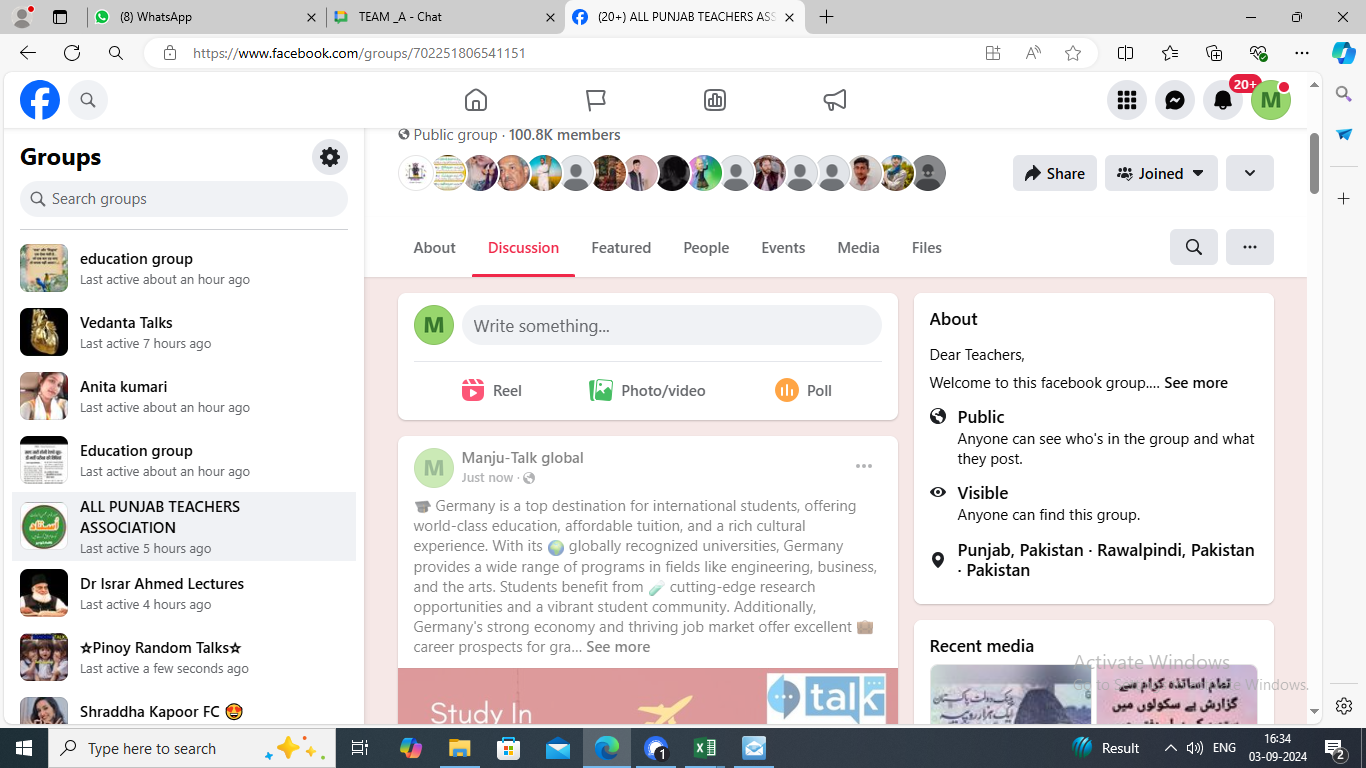 (8) WhatsApp
TEAM _A - Chat
(20+) ALL PUNJAB TEACHERS ASS
https://www.facebook.com/groups/702251806541151
20+
M
Groups
Search groups
education group
Last active about an hour ago
Vedanta Talks
Last active 7 hours ago
Anita kumari
Last active about an hour ago
Education group
Last active about an hour ago
ALL PUNJAB TEACHERS
ASSOCIATION
Last active 5 hours ago
Dr Israr Ahmed Lectures
Last active 4 hours ago
☆Pinoy Random Talks☆
Last active a few seconds ago
Shraddha Kapoor FC 😍
Public group · 100.8K members
Share
Joined
About
Discussion
Featured
People
Events
Media
Files
M
Write something...
Reel
Photo/video
Poll
M
Manju-Talk global
Just now ·
🎓 Germany is a top destination for international students, offering
world-class education, affordable tuition, and a rich cultural
experience. With its 🌍 globally recognized universities, Germany
provides a wide range of programs in fields like engineering, business,
and the arts. Students benefit from 🧪 cutting-edge research
opportunities and a vibrant student community. Additionally,
Germany's strong economy and thriving job market offer excellent 💼
career prospects for gra... See more
Study In
talk
About
Dear Teachers,
Welcome to this facebook group.... See more
Public
Anyone can see who's in the group and what
they post.
Visible
Anyone can find this group.
Punjab, Pakistan · Rawalpindi, Pakistan
· Pakistan
Recent media
تمام اساتذہ کرام سے
گزارش ہے سکولوں میں
Activate Windows
Type here to search
1
Result
ENG
16:34
03-09-2024
2